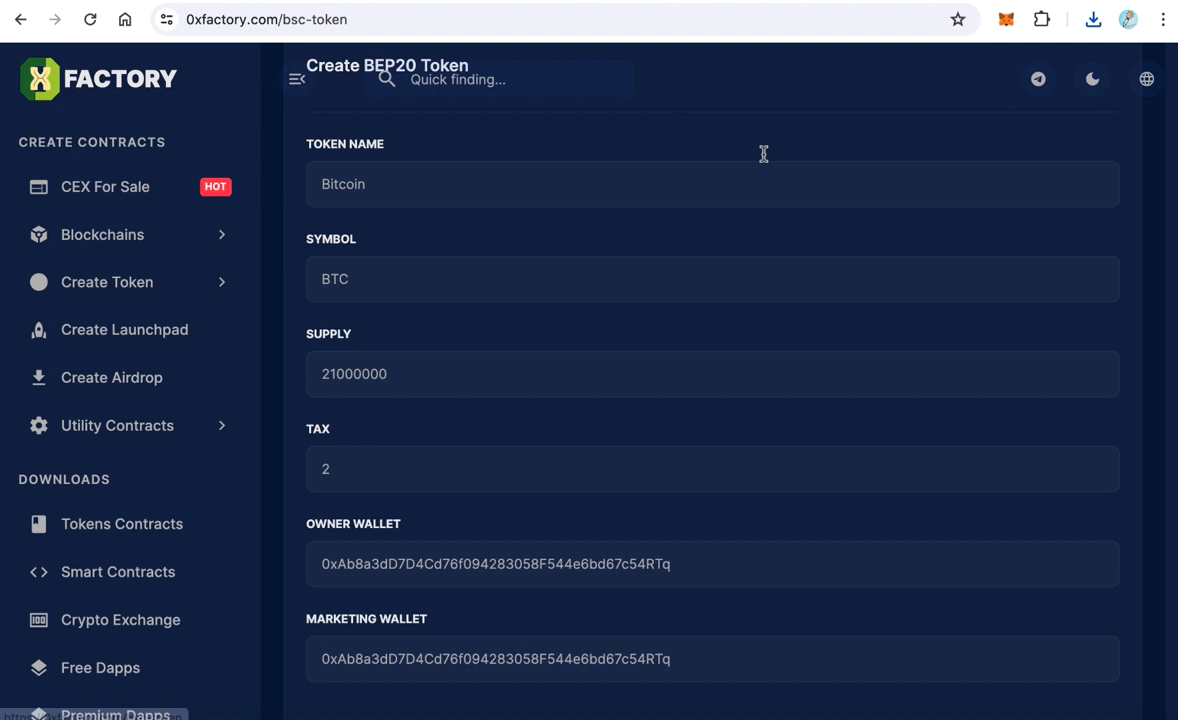 0xfactory.com/bsc-token
FACTORY
Create BEP20 Token
Quick finding...
CREATE CONTRACTS
CEX For Sale
HOT
Blockchains
Create Token
Create Launchpad
Create Airdrop
Utility Contracts
DOWNLOADS
Tokens Contracts
Smart Contracts
Crypto Exchange
Free Dapps
Premium Dapps
TOKEN NAME
Bitcoin
SYMBOL
BTC
SUPPLY
21000000
TAX
2
OWNER WALLET
0xAb8a3dD7D4Cd76f094283058F544e6bd67c54RTq
MARKETING WALLET
0xAb8a3dD7D4Cd76f094283058F544e6bd67c54RTq